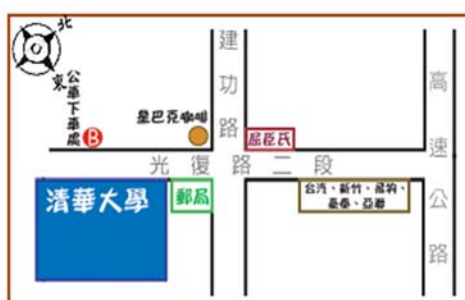 北
東
公車下車處
B
星巴克咖啡
建功路
屈臣氏
高速公路
光復路二段
清華大學
郵局
台汽、新竹、飛狗、
豪泰、亞聯